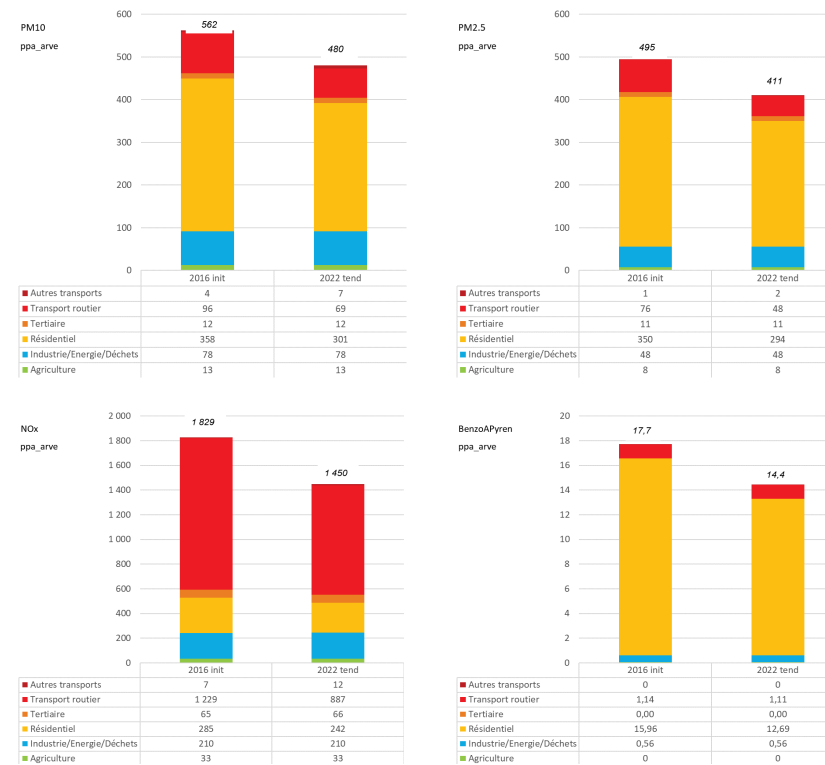 PM10
ppa_arve
600
500
400
300
200
100
0
562
480
2016 init 2022 tend
Autres transports 4 7
Transport routier 96 69
Tertiaire 12 12
Résidentiel 358 301
Industrie/Energie/Déchets 78 78
Agriculture 13 13
PM2.5
ppa_arve
600
500
400
300
200
100
0
495
411
2016 init 2022 tend
Autres transports 1 2
Transport routier 76 48
Tertiaire 11 11
Résidentiel 350 294
Industrie/Energie/Déchets 48 48
Agriculture 8 8
NOx
ppa_arve
2 000
1 800
1 600
1 400
1 200
1 000
800
600
400
200
0
1 829
1 450
2016 init 2022 tend
Autres transports 7 12
Transport routier 1 229 887
Tertiaire 65 66
Résidentiel 285 242
Industrie/Energie/Déchets 210 210
Agriculture 33 33
BenzoAPyren
ppa_arve
20
18
16
14
12
10
8
6
4
2
0
17,7
14,4
2016 init 2022 tend
Autres transports 0 0
Transport routier 1,14 1,11
Tertiaire 0,00 0,00
Résidentiel 15,96 12,69
Industrie/Energie/Déchets 0,56 0,56
Agriculture 0 0